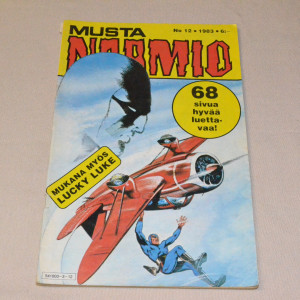 No 12 • 1983 • 6:-
MUSTA
NAAMIO
68
sivua
hyvää
luetta-
vaa!
MUKANA MYÖS
LUCKY LUKE